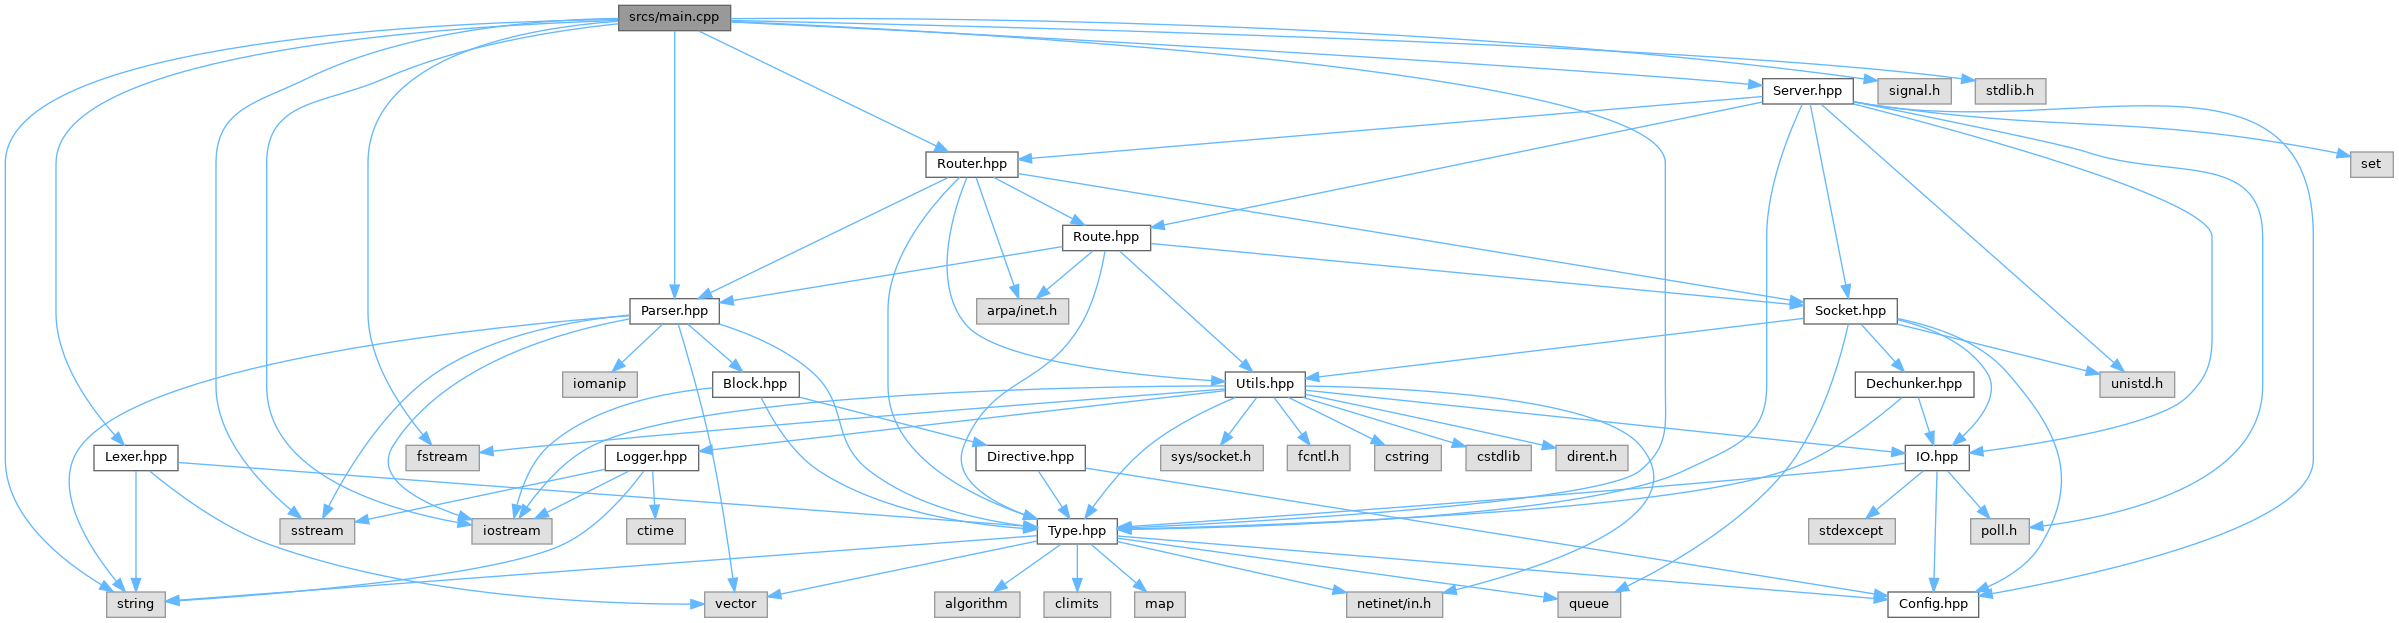 srcs/main.cpp
Server.hpp
signal.h
stdlib.h
Router.hpp
set
Route.hpp
Parser.hpp
arpa/inet.h
Socket.hpp
iomanip
Block.hpp
Utils.hpp
Dechunker.hpp
unistd.h
Lexer.hpp
fstream
Logger.hpp
Directive.hpp
sys/socket.h
fcntl.h
cstring
cstdlib
dirent.h
IO.hpp
sstream
iostream
ctime
Type.hpp
stdexcept
poll.h
string
vector
algorithm
climits
map
netinet/in.h
queue
Config.hpp